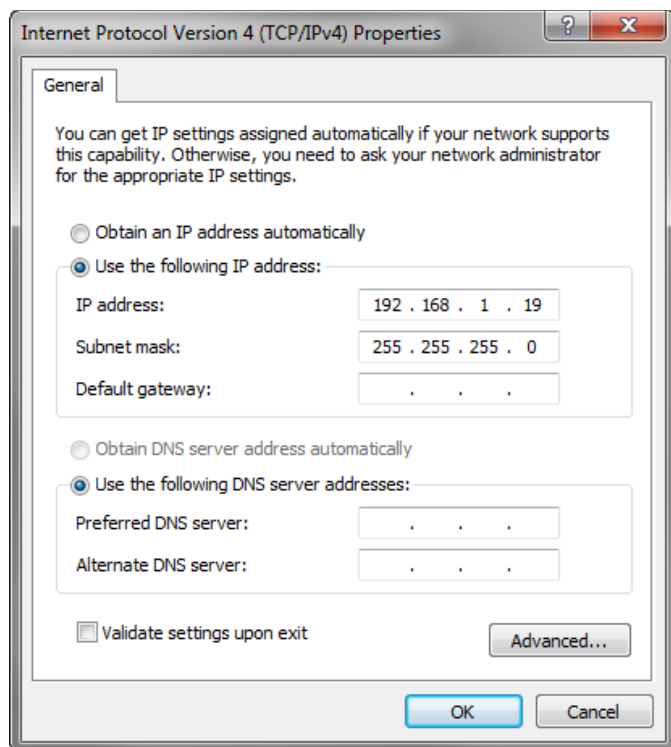 Internet Protocol Version 4 (TCP/IPv4) Properties
?
X
General
You can get IP settings assigned automatically if your network supports
this capability. Otherwise, you need to ask your network administrator
for the appropriate IP settings.
Obtain an IP address automatically
Use the following IP address:
IP address: 192 . 168 . 1 . 19
Subnet mask: 255 . 255 . 255 . 0
Default gateway: . . .
Obtain DNS server address automatically
Use the following DNS server addresses:
Preferred DNS server: . . .
Alternate DNS server: . . .
Validate settings upon exit
Advanced...
OK Cancel